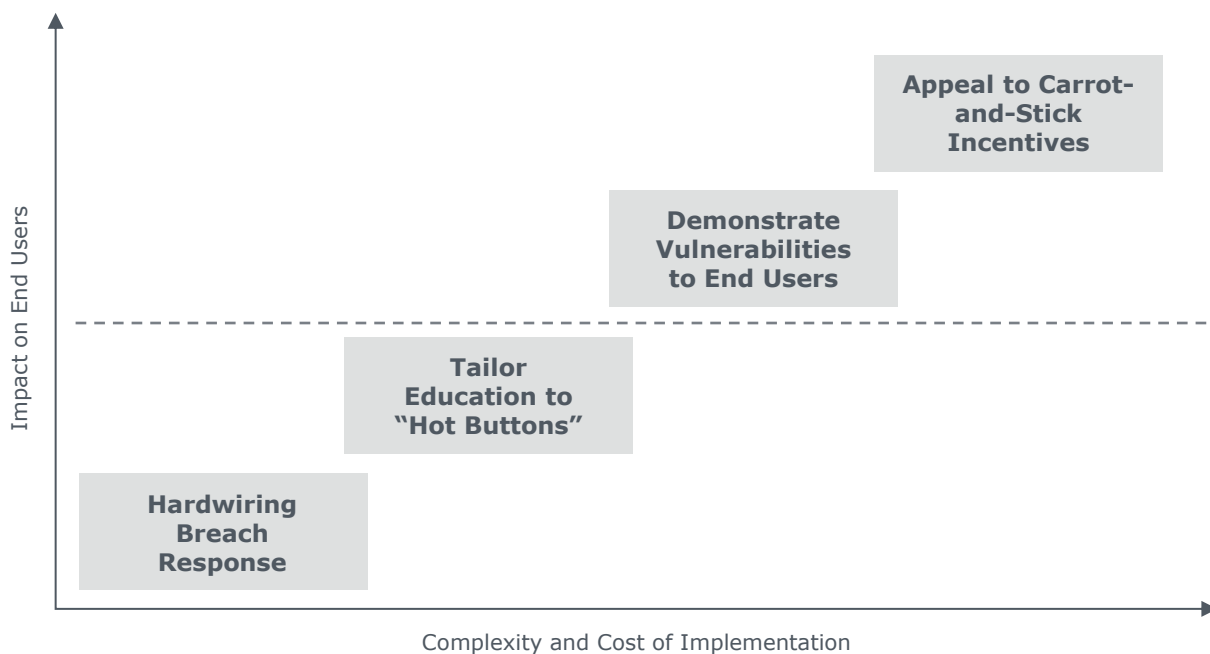 Appeal to Carrot-
and-Stick
Incentives
Demonstrate
Vulnerabilities
to End Users
Tailor
Education to
“Hot Buttons”
Hardwiring
Breach
Response
Impact on End Users
Complexity and Cost of Implementation